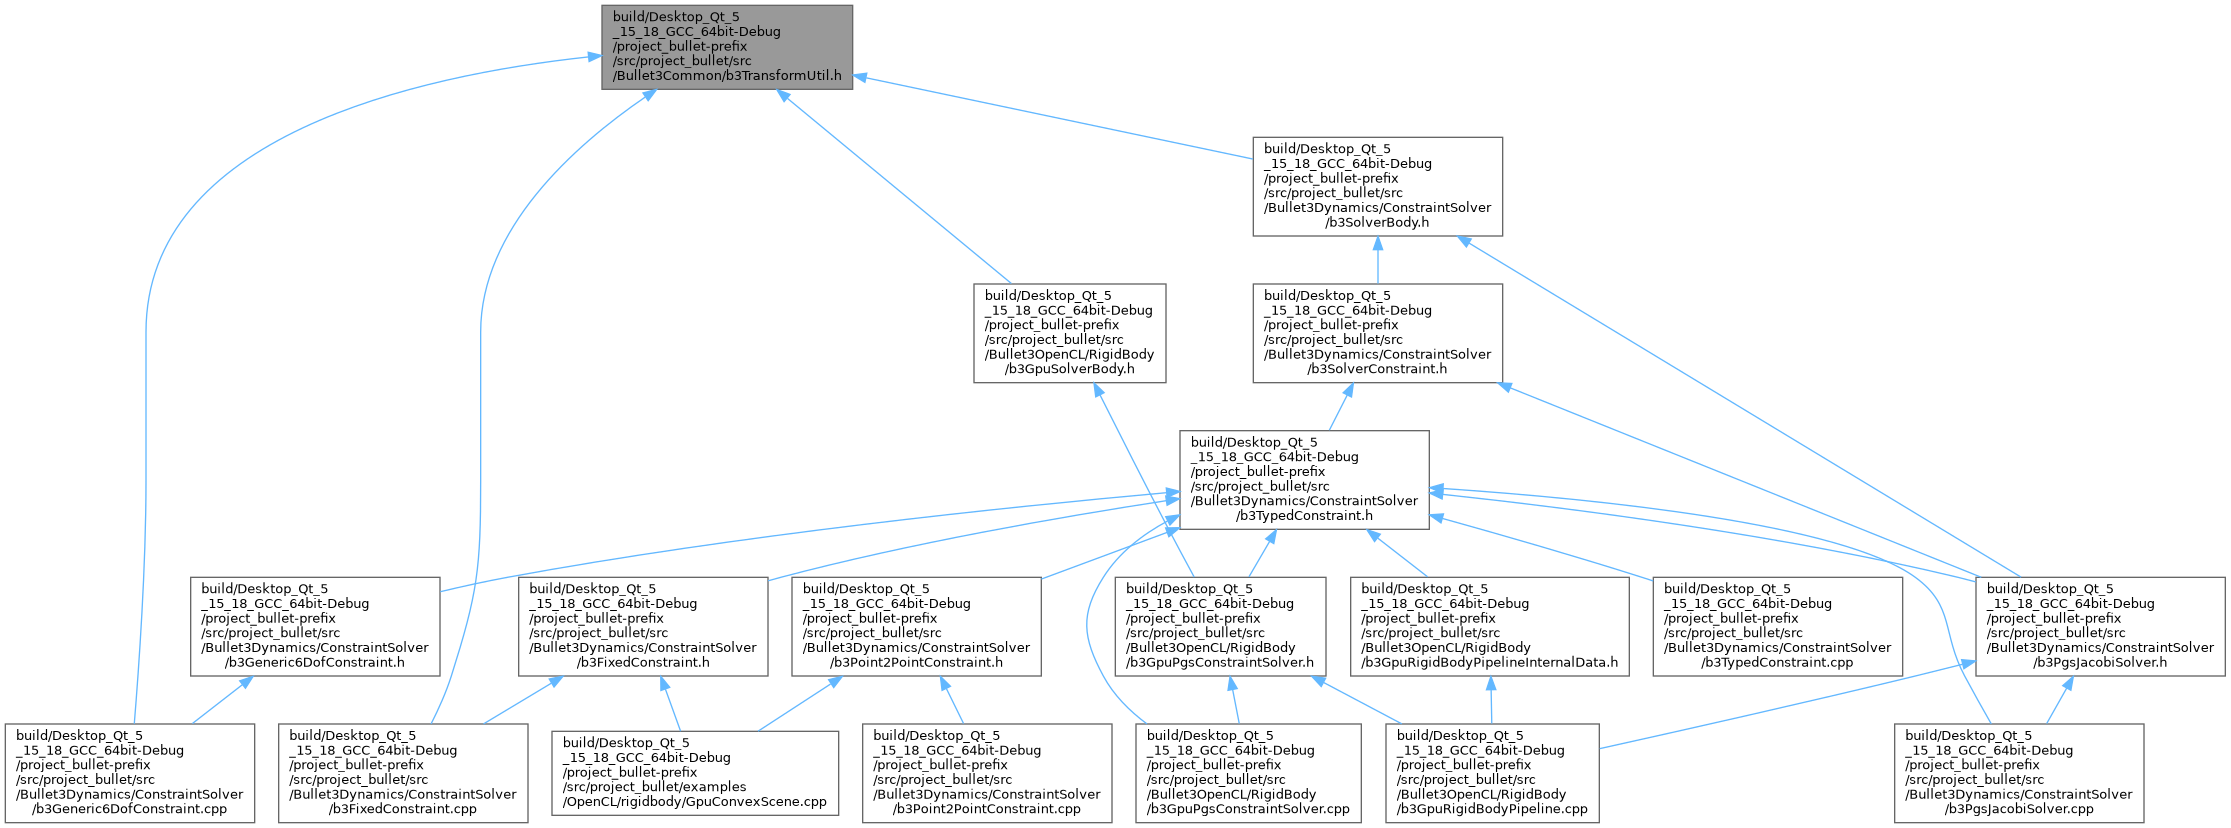 build/Desktop_Qt_5
_15_18_GCC_64bit-Debug
/project_bullet-prefix
/src/project_bullet/src
/Bullet3Common/b3TransformUtil.h
build/Desktop_Qt_5
_15_18_GCC_64bit-Debug
/project_bullet-prefix
/src/project_bullet/src
/Bullet3Dynamics/ConstraintSolver
/b3SolverBody.h
build/Desktop_Qt_5
_15_18_GCC_64bit-Debug
/project_bullet-prefix
/src/project_bullet/src
/Bullet3OpenCL/RigidBody
/b3GpuSolverBody.h
build/Desktop_Qt_5
_15_18_GCC_64bit-Debug
/project_bullet-prefix
/src/project_bullet/src
/Bullet3Dynamics/ConstraintSolver
/b3SolverConstraint.h
build/Desktop_Qt_5
_15_18_GCC_64bit-Debug
/project_bullet-prefix
/src/project_bullet/src
/Bullet3Dynamics/ConstraintSolver
/b3TypedConstraint.h
build/Desktop_Qt_5
_15_18_GCC_64bit-Debug
/project_bullet-prefix
/src/project_bullet/src
/Bullet3Dynamics/ConstraintSolver
/b3Generic6DofConstraint.h
build/Desktop_Qt_5
_15_18_GCC_64bit-Debug
/project_bullet-prefix
/src/project_bullet/src
/Bullet3Dynamics/ConstraintSolver
/b3FixedConstraint.h
build/Desktop_Qt_5
_15_18_GCC_64bit-Debug
/project_bullet-prefix
/src/project_bullet/src
/Bullet3Dynamics/ConstraintSolver
/b3Point2PointConstraint.h
build/Desktop_Qt_5
_15_18_GCC_64bit-Debug
/project_bullet-prefix
/src/project_bullet/src
/Bullet3OpenCL/RigidBody
/b3GpuPgsConstraintSolver.h
build/Desktop_Qt_5
_15_18_GCC_64bit-Debug
/project_bullet-prefix
/src/project_bullet/src
/Bullet3OpenCL/RigidBody
/b3GpuRigidBodyPipelineInternalData.h
build/Desktop_Qt_5
_15_18_GCC_64bit-Debug
/project_bullet-prefix
/src/project_bullet/src
/Bullet3Dynamics/ConstraintSolver
/b3TypedConstraint.cpp
build/Desktop_Qt_5
_15_18_GCC_64bit-Debug
/project_bullet-prefix
/src/project_bullet/src
/Bullet3Dynamics/ConstraintSolver
/b3PgsJacobiSolver.h
build/Desktop_Qt_5
_15_18_GCC_64bit-Debug
/project_bullet-prefix
/src/project_bullet/src
/Bullet3Dynamics/ConstraintSolver
/b3Generic6DofConstraint.cpp
build/Desktop_Qt_5
_15_18_GCC_64bit-Debug
/project_bullet-prefix
/src/project_bullet/src
/Bullet3Dynamics/ConstraintSolver
/b3FixedConstraint.cpp
build/Desktop_Qt_5
_15_18_GCC_64bit-Debug
/project_bullet-prefix
/src/project_bullet/examples
/OpenCL/rigidbody/GpuConvexScene.cpp
build/Desktop_Qt_5
_15_18_GCC_64bit-Debug
/project_bullet-prefix
/src/project_bullet/src
/Bullet3Dynamics/ConstraintSolver
/b3Point2PointConstraint.cpp
build/Desktop_Qt_5
_15_18_GCC_64bit-Debug
/project_bullet-prefix
/src/project_bullet/src
/Bullet3OpenCL/RigidBody
/b3GpuPgsConstraintSolver.cpp
build/Desktop_Qt_5
_15_18_GCC_64bit-Debug
/project_bullet-prefix
/src/project_bullet/src
/Bullet3OpenCL/RigidBody
/b3GpuRigidBodyPipeline.cpp
build/Desktop_Qt_5
_15_18_GCC_64bit-Debug
/project_bullet-prefix
/src/project_bullet/src
/Bullet3Dynamics/ConstraintSolver
/b3PgsJacobiSolver.cpp